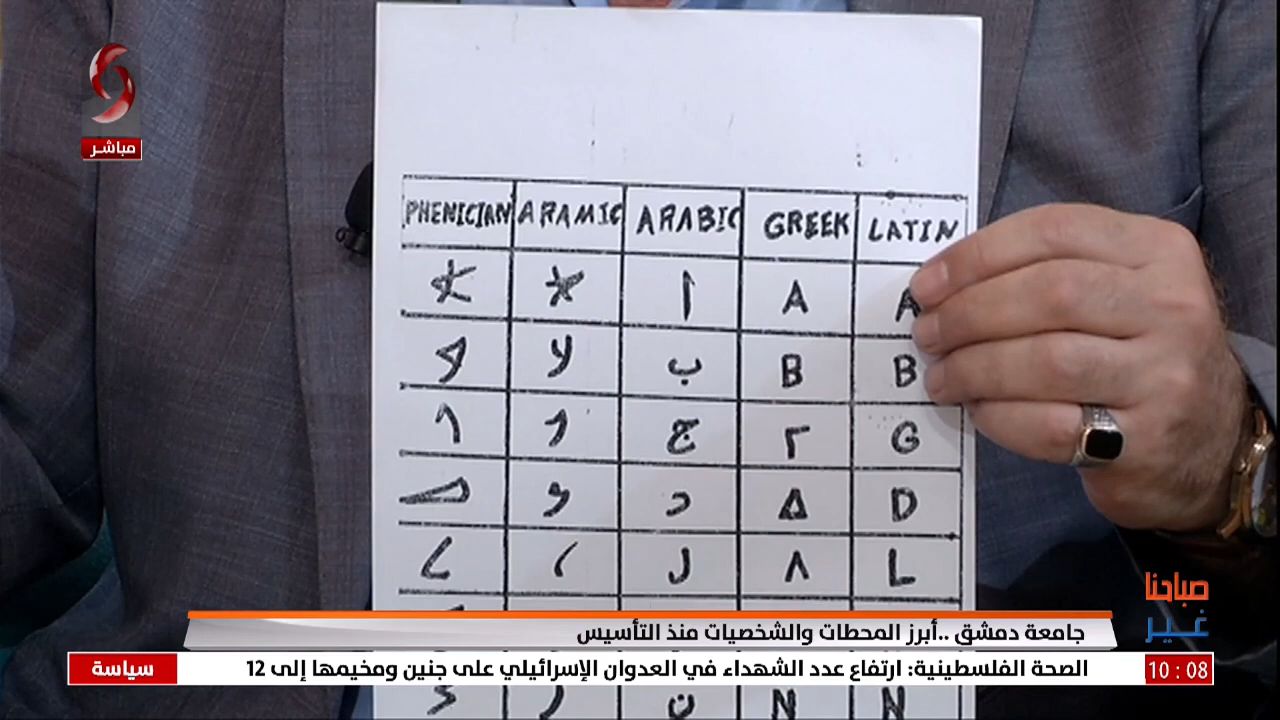 مباشر
PHENICIAN ARAMIC ARABIC GREEK LATIN
ا A A
ب B B
ج Γ G
د Δ D
ل Λ L
ن N N
صباحنا
غير
جامعة دمشق ..أبرز المحطات والشخصيات منذ التأسيس
سياسة
الصحة الفلسطينية: ارتفاع عدد الشهداء في العدوان الإسرائيلي على جنين ومخيمها إلى 12
10 : 08